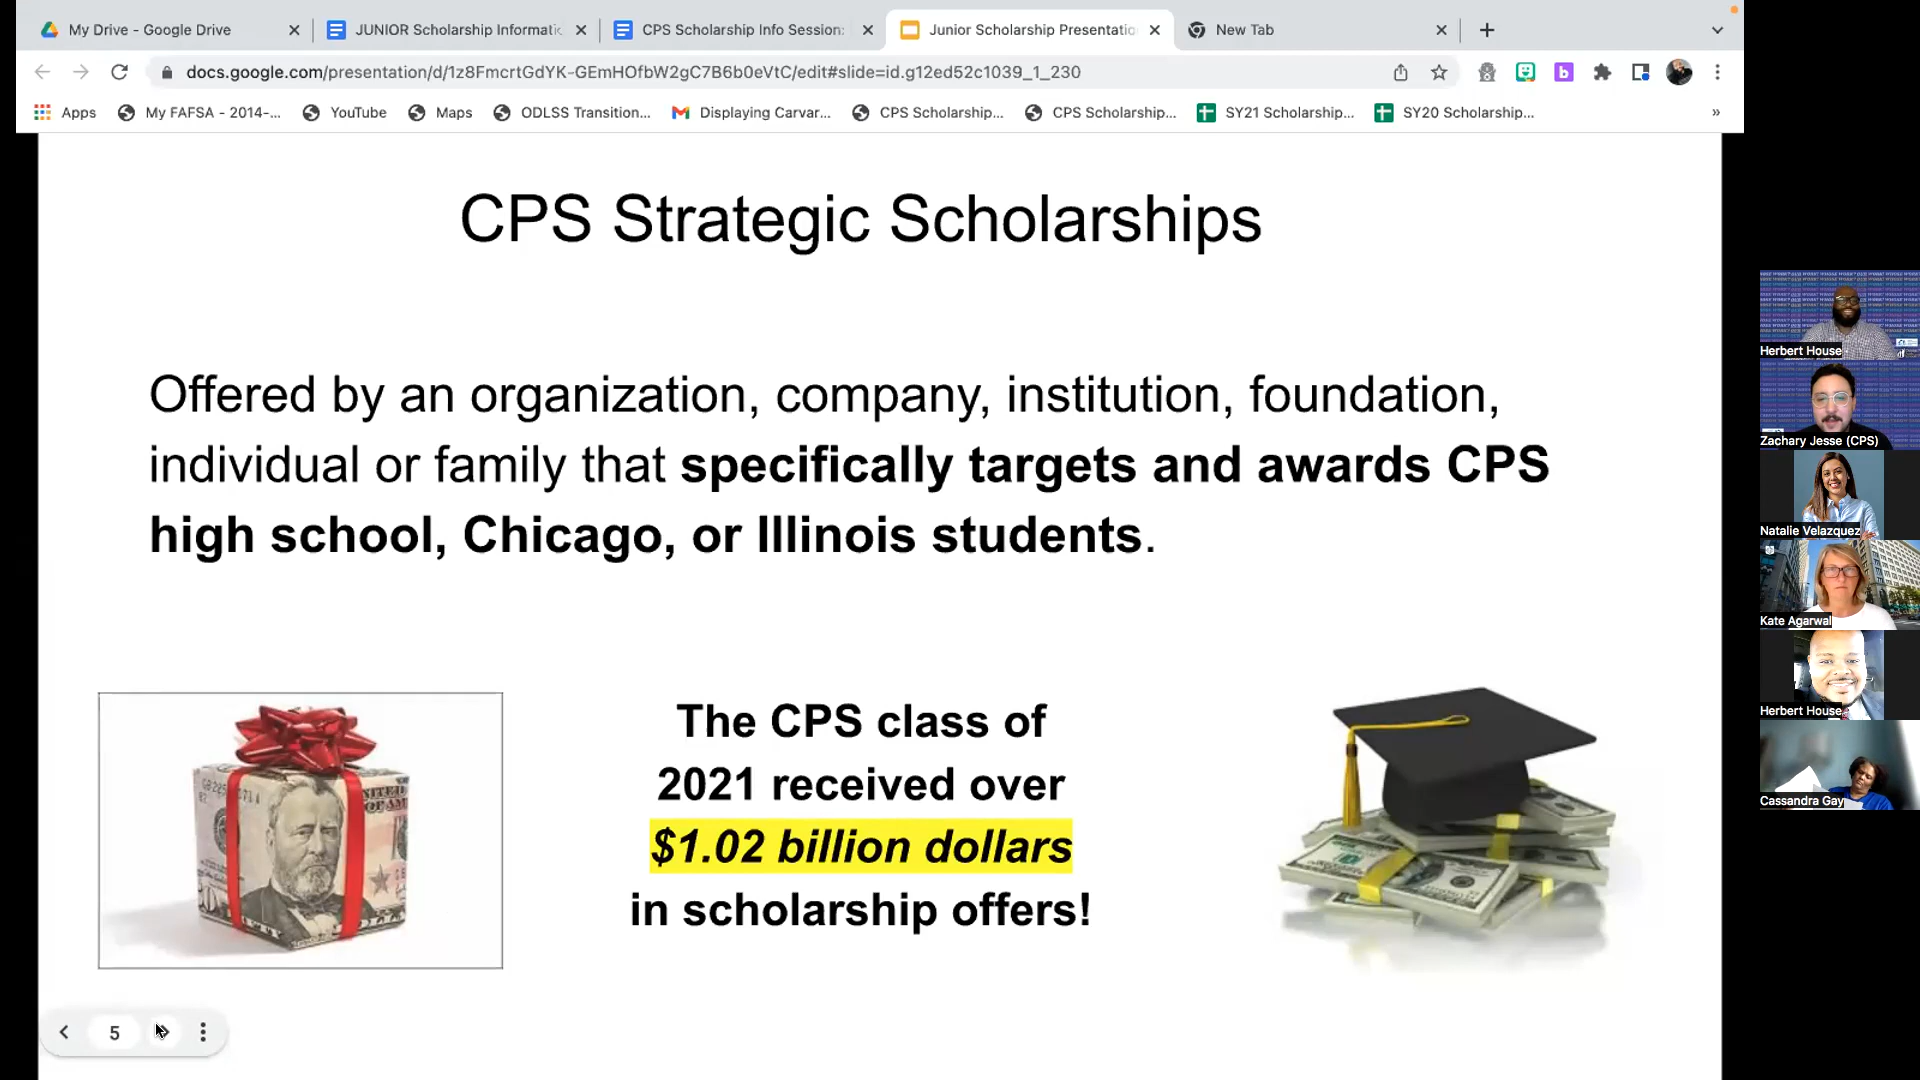 My Drive - Google Drive
JUNIOR Scholarship Informati
CPS Scholarship Info Session:
Junior Scholarship Presentatio
New Tab
docs.google.com/presentation/d/1z8FmcrtGdYK-GEmHOfbW2gC7B6b0eVtC/edit#slide=id.g12ed52c1039_1_230
Apps
My FAFSA - 2014-...
YouTube
Maps
ODLSS Transition...
Displaying Carvar...
CPS Scholarship...
CPS Scholarship...
SY21 Scholarship...
SY20 Scholarship...
»
CPS Strategic Scholarships
Offered by an organization, company, institution, foundation,
individual or family that specifically targets and awards CPS
high school, Chicago, or Illinois students.
The CPS class of
2021 received over
$1.02 billion dollars
in scholarship offers!
5
Herbert House
Zachary Jesse (CPS)
Natalie Velazquez
Kate Agarwal
Herbert House
Cassandra Gay